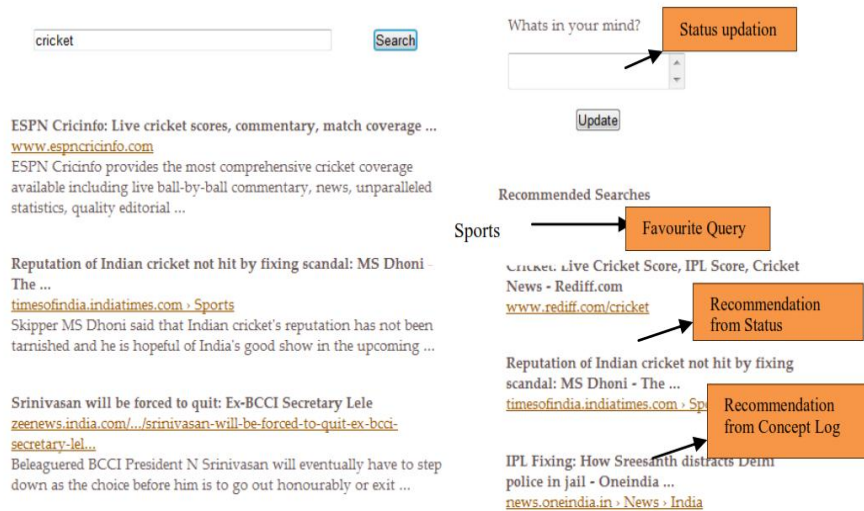 cricket
Search
ESPN Cricinfo: Live cricket scores, commentary, match coverage ...
www.espncricinfo.com
ESPN Cricinfo provides the most comprehensive cricket coverage
available including live ball-by-ball commentary, news, unparalleled
statistics, quality editorial ...
Reputation of Indian cricket not hit by fixing scandal: MS Dhoni -
The ...
timesofindia.indiatimes.com › Sports
Skipper MS Dhoni said that Indian cricket's reputation has not been
tarnished and he is hopeful of India's good show in the upcoming ...
Srinivasan will be forced to quit: Ex-BCCI Secretary Lele
zeenews.india.com/.../srinivasan-will-be-forced-to-quit-ex-bcci-
secretary-lel...
Beleaguered BCCI President N Srinivasan will eventually have to step
down as the choice before him is to go out honourably or exit ...
Whats in your mind?
Status updation
Update
Recommended Searches
Sports
Favourite Query
Cricket: Live Cricket Score, IPL Score, Cricket
News - Rediff.com
www.rediff.com/cricket
Recommendation
from Status
Reputation of Indian cricket not hit by fixing
scandal: MS Dhoni - The ...
timesofindia.indiatimes.com › Spo
Recommendation
from Concept Log
IPL Fixing: How Sreesanth distracts Delhi
police in jail - Oneindia ...
news.oneindia.in › News › India